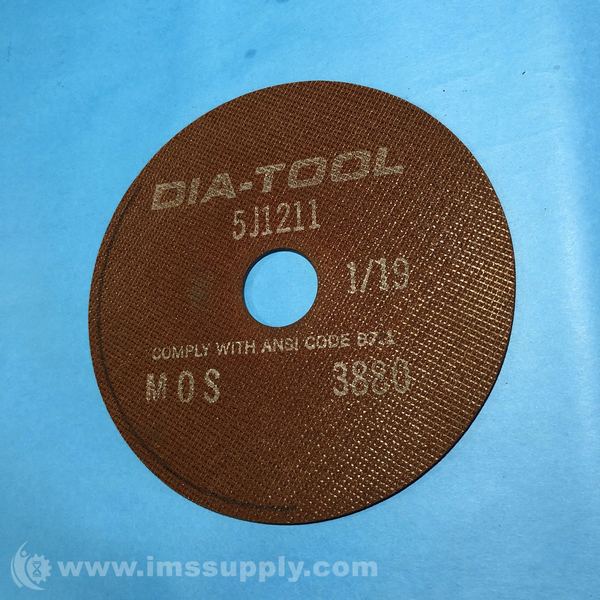 DIA-TOOL
5J1211
1/19
COMPLY WITH ANSI CODE B7.1
MOS 3880
www.imssupply.com